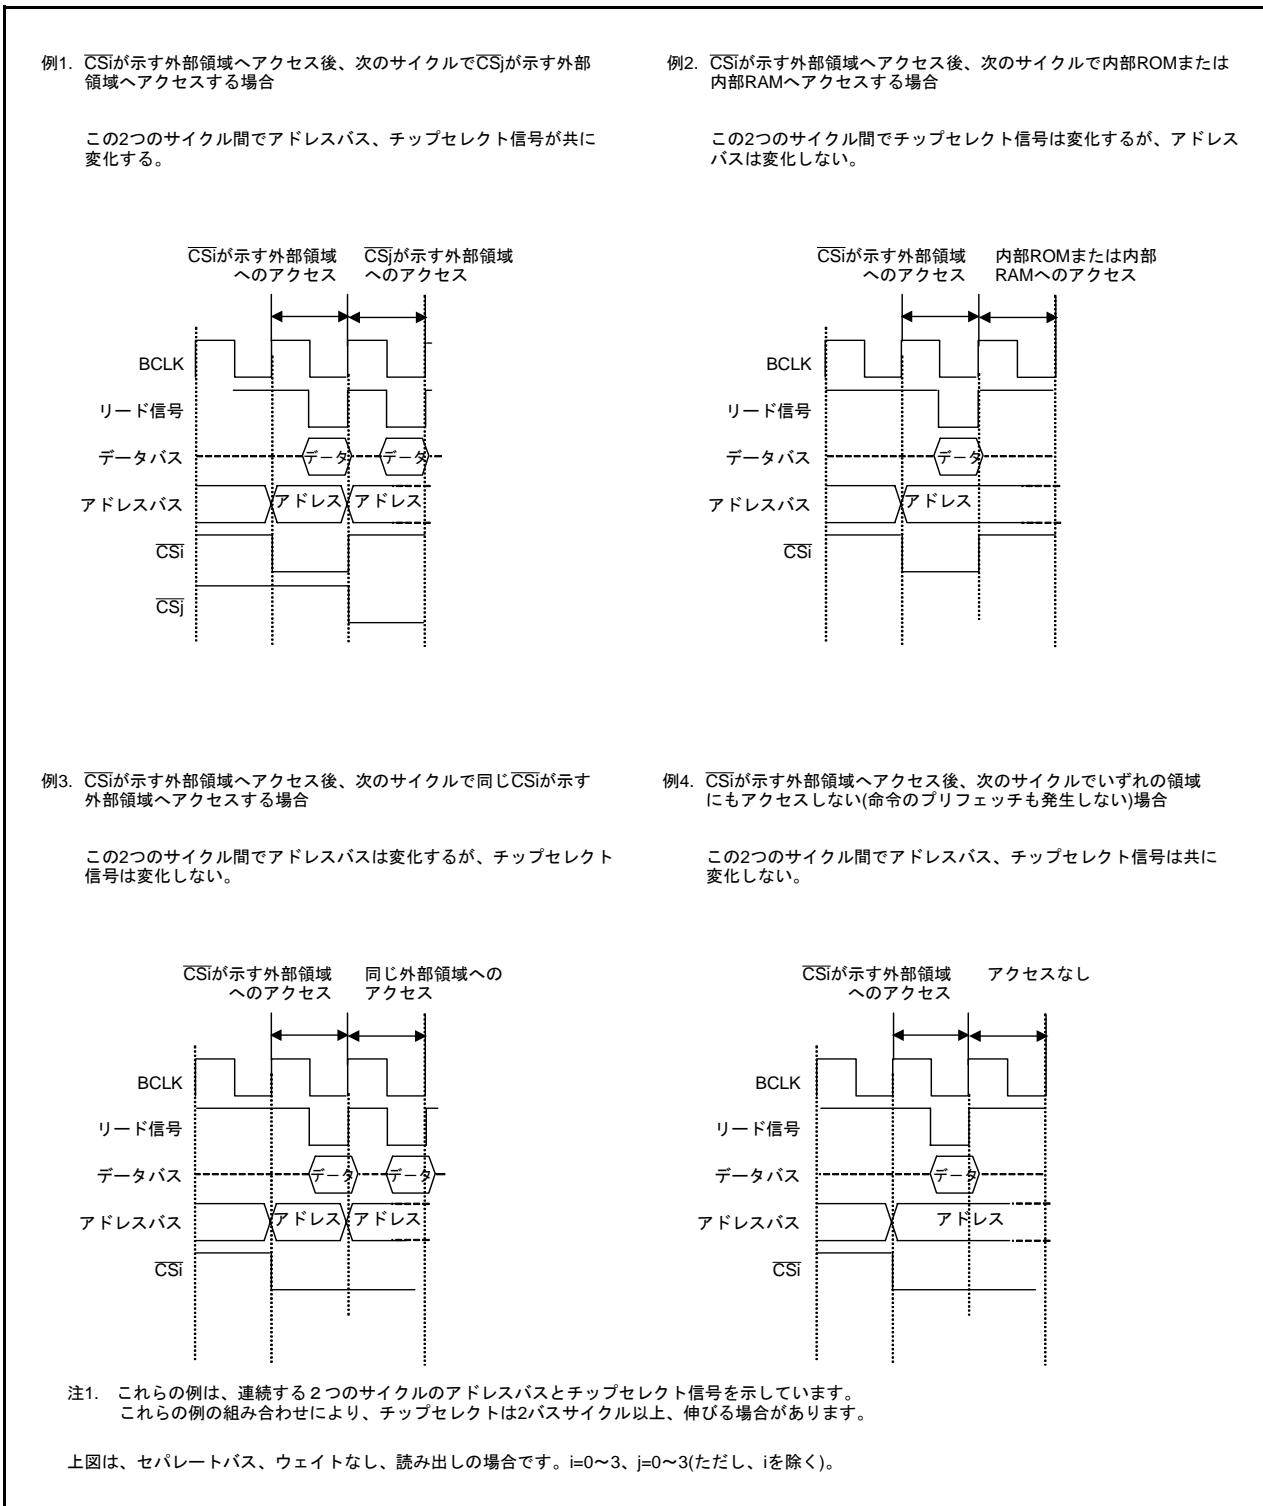 例1. CSiが示す外部領域へアクセス後、次のサイクルでCSjが示す外部
領域へアクセスする場合
この2つのサイクル間でアドレスバス、チップセレクト信号が共に
変化する。
CSiが示す外部領域
へのアクセス
CSjが示す外部領域
へのアクセス
BCLK
リード信号
データバス
データ
データ
アドレスバス
アドレス
アドレス
CSi
CSj
例2. CSiが示す外部領域へアクセス後、次のサイクルで内部ROMまたは
内部RAMへアクセスする場合
この2つのサイクル間でチップセレクト信号は変化するが、アドレス
バスは変化しない。
CSiが示す外部領域
へのアクセス
内部ROMまたは内部
RAMへのアクセス
BCLK
リード信号
データバス
データ
アドレスバス
アドレス
CSi
例3. CSiが示す外部領域へアクセス後、次のサイクルで同じCSiが示す
外部領域へアクセスする場合
この2つのサイクル間でアドレスバスは変化するが、チップセレクト
信号は変化しない。
CSiが示す外部領域
へのアクセス
同じ外部領域への
アクセス
BCLK
リード信号
データバス
データ
データ
アドレスバス
アドレス
アドレス
CSi
例4. CSiが示す外部領域へアクセス後、次のサイクルでいずれの領域
にもアクセスしない(命令のプリフェッチも発生しない)場合
この2つのサイクル間でアドレスバス、チップセレクト信号は共に
変化しない。
CSiが示す外部領域
へのアクセス
アクセスなし
BCLK
リード信号
データバス
データ
アドレスバス
アドレス
CSi
注1. これらの例は、連続する２つのサイクルのアドレスバスとチップセレクト信号を示しています。
これらの例の組み合わせにより、チップセレクトは2バスサイクル以上、伸びる場合があります。
上図は、セパレートバス、ウェイトなし、読み出しの場合です。i=0～3、j=0～3(ただし、iを除く)。